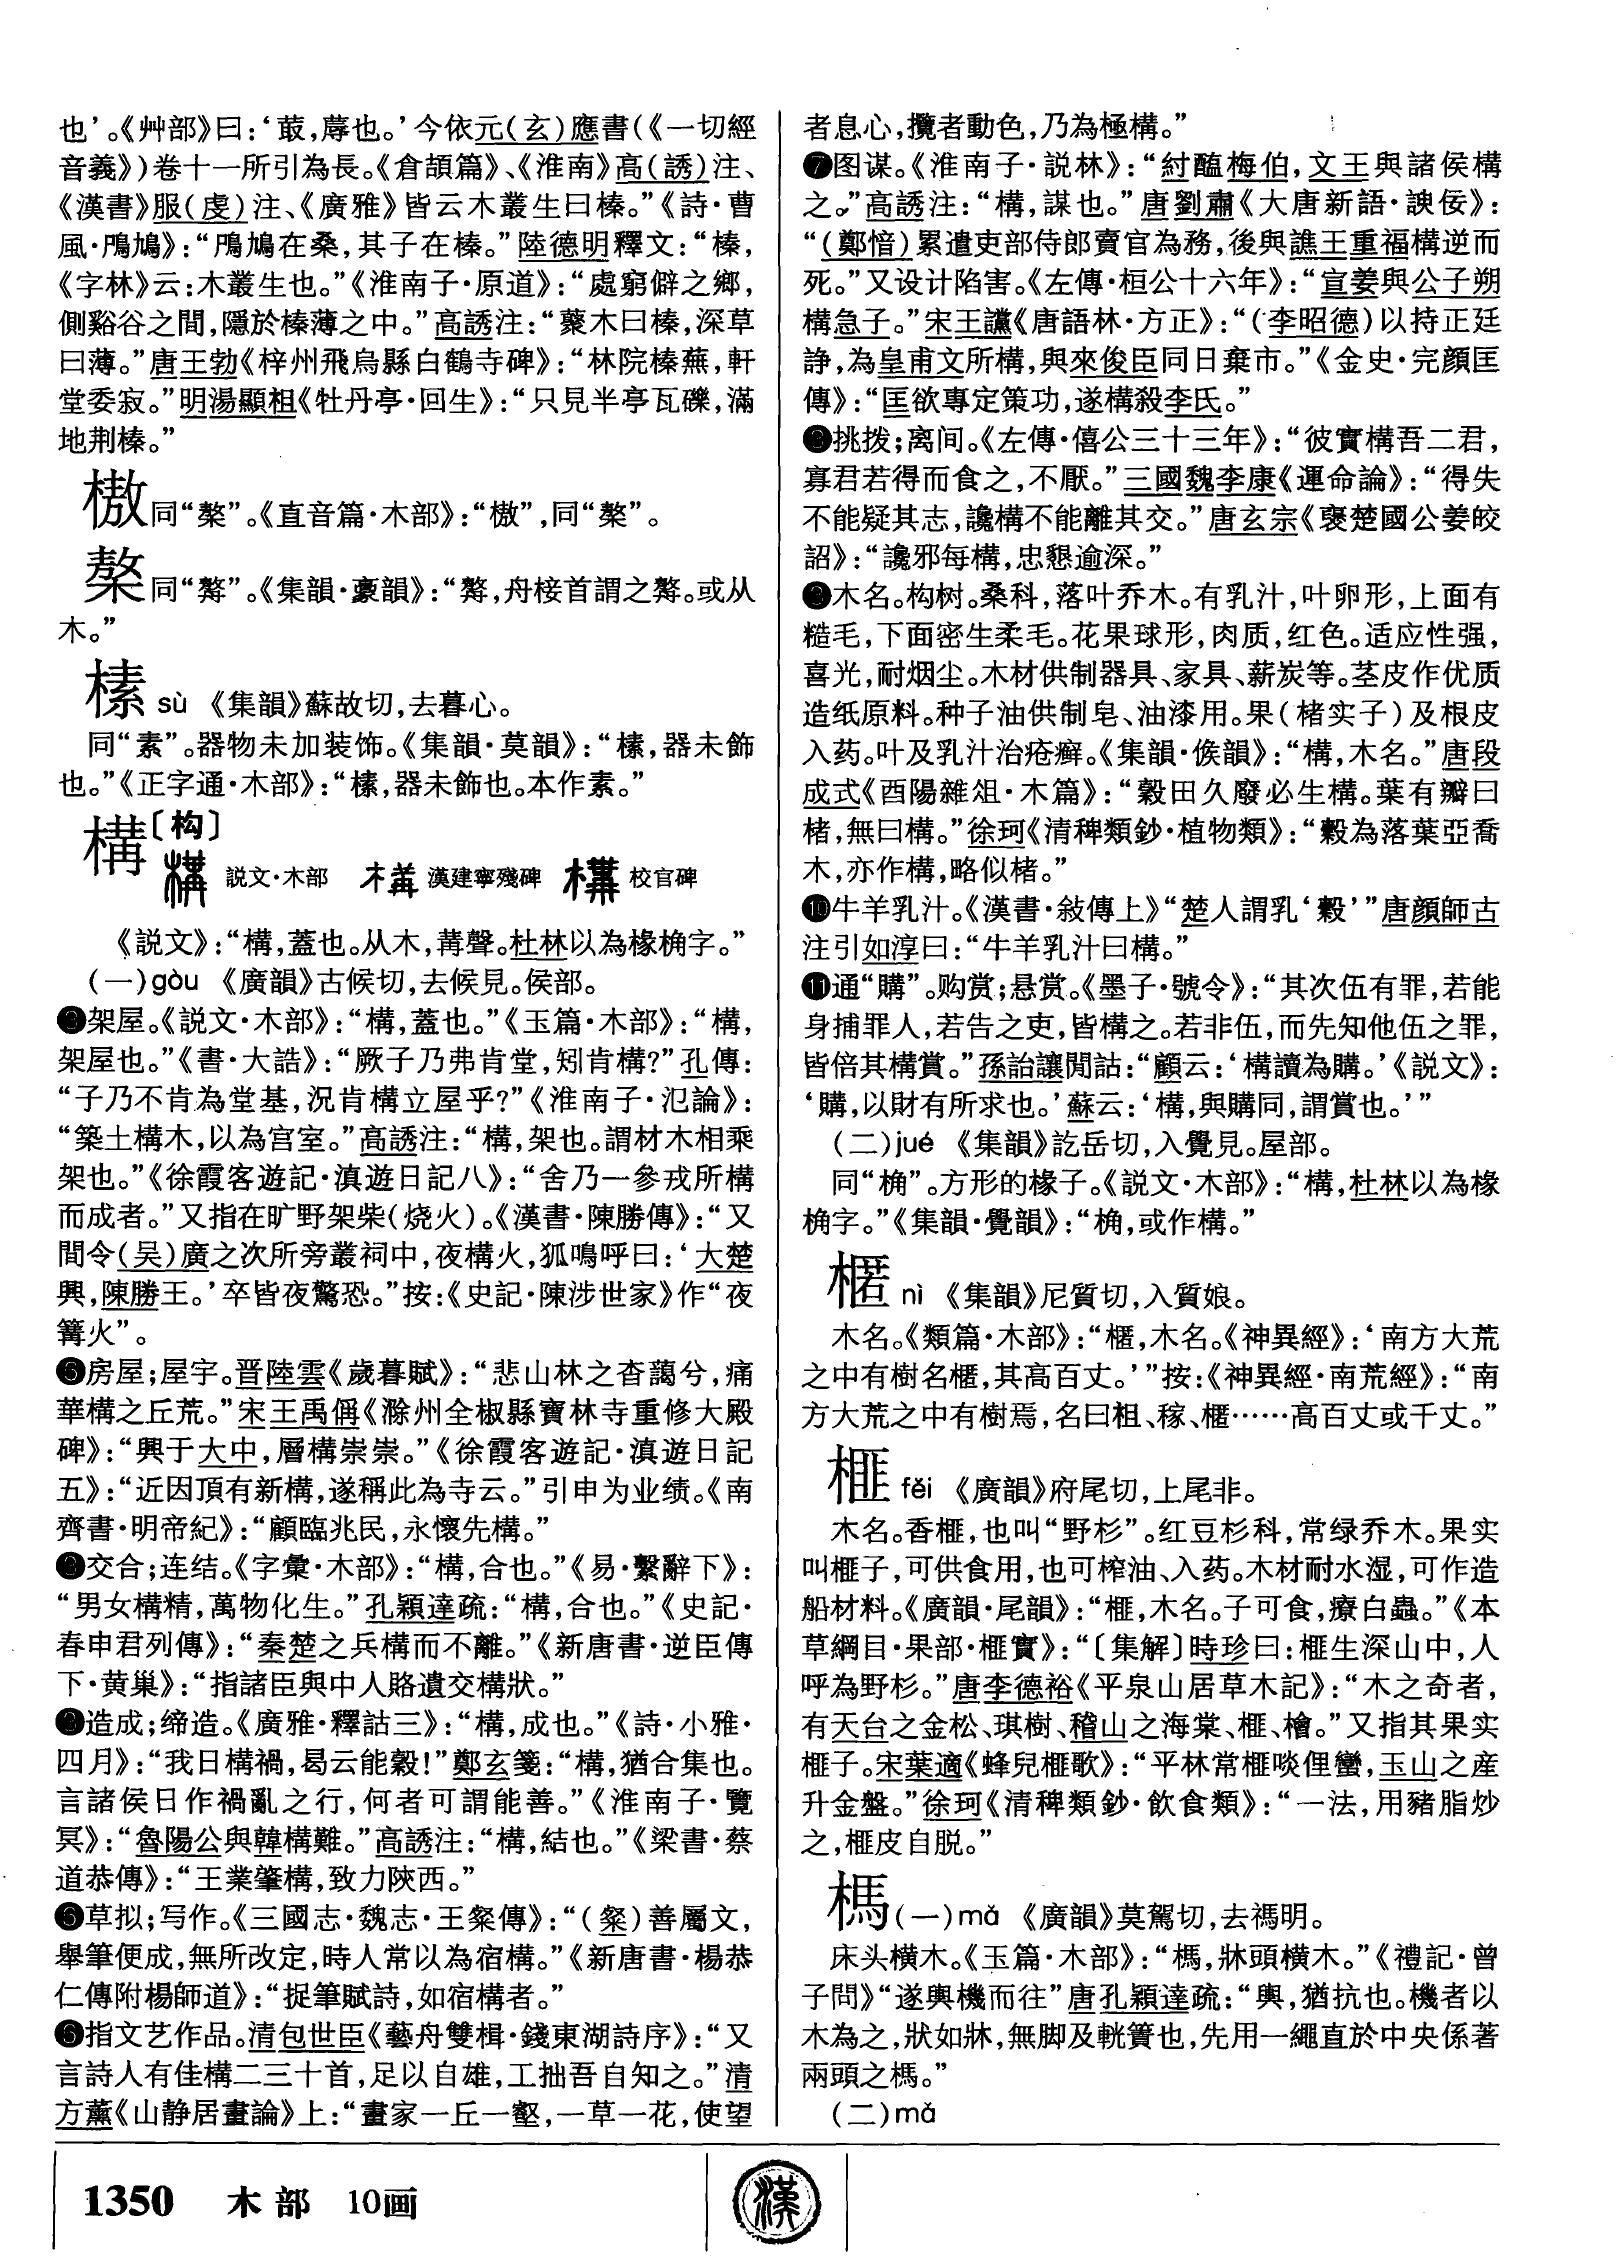 也’。《艸部》曰：‘菆，蓐也。’今依元（玄）應書（《一切經
音義》）卷十一所引為長。《倉頡篇》、《淮南》高（誘）注、
《漢書》服（虔）注、《廣雅》皆云木叢生曰榛。”《詩·曹
風·鳲鳩》：“鳲鳩在桑，其子在榛。”陸德明釋文：“榛，
《字林》云：木叢生也。”《淮南子·原道》：“處窮僻之鄉，
側谿谷之間，隱於榛薄之中。”高誘注：“藂木曰榛，深草
曰薄。”唐王勃《梓州飛烏縣白鶴寺碑》：“林院榛蕪，軒
堂委寂。”明湯顯祖《牡丹亭·回生》：“只見半亭瓦礫，滿
地荆榛。”
㯉同“櫫”。《直音篇·木部》：“㯉”，同“櫫”。
同“㿱”。《集韻·豪韻》：“舟接首謂之。或从
木。”
榡 sù 《集韻》蘇故切，去暮心。
同“素”。器物未加装饰。《集韻·莫韻》：“榡，器未飾
也。”《正字通·木部》：“榡，器未飾也。本作素。”
構〔构〕
構 説文·木部 構 漢建寧殘碑 構 校官碑
《説文》：“構，蓋也。从木，冓聲。杜林以為椽桷字。”
（一）gòu 《廣韻》古候切，去候見。侯部。
❶架屋。《説文·木部》：“構，蓋也。”《玉篇·木部》：“構，
架屋也。”《書·大誥》：“厥子乃弗肯堂，矧肯構？”孔傳：
“子乃不肯為堂基，況肯構立屋乎？”《淮南子·氾論》：
“築土構木，以為宫室。”高誘注：“構，架也。謂材木相乘
架也。”《徐霞客遊記·滇遊日記八》：“舍乃一參戎所構
而成者。”又指在旷野架柴（烧火）。《漢書·陳勝傳》：“又
間令（吴）廣之次所旁叢祠中，夜構火，狐鳴呼曰：‘大楚
興，陳勝王。’卒皆夜驚恐。”按：《史記·陳涉世家》作“夜
篝火”。
❷房屋；屋宇。晋陸雲《歲暮賦》：“悲山林之杳藹兮，痛
華構之丘荒。”宋王禹偁《滁州全椒縣寶林寺重修大殿
碑》：“興于大中，層構崇崇。”《徐霞客遊記·滇遊日記
五》：“近因頂有新構，遂稱此為寺云。”引申为业绩。《南
齊書·明帝紀》：“顧臨兆民，永懷先構。”
❸交合；连结。《字彙·木部》：“構，合也。”《易·繫辭下》：
“男女構精，萬物化生。”孔穎達疏：“構，合也。”《史記·
春申君列傳》：“秦楚之兵構而不離。”《新唐書·逆臣傳
下·黄巢》：“指諸臣與中人賂遺交構狀。”
❹造成；缔造。《廣雅·釋詁三》：“構，成也。”《詩·小雅·
四月》：“我日構禍，曷云能穀！”鄭玄箋：“構，猶合集也。
言諸侯日作禍亂之行，何者可謂能善。”《淮南子·覽
冥》：“魯陽公與韓構難。”高誘注：“構，結也。”《梁書·蔡
道恭傳》：“王業肇構，致力陝西。”
❺草拟；写作。《三國志·魏志·王粲傳》：“（粲）善屬文，
舉筆便成，無所改定，時人常以為宿構。”《新唐書·楊恭
仁傳附楊師道》：“捉筆賦詩，如宿構者。”
❻指文艺作品。清包世臣《藝舟雙楫·錢東湖詩序》：“又
言詩人有佳構二三十首，足以自雄，工拙吾自知之。”清
方薰《山静居畫論》上：“畫家一丘一壑，一草一花，使望
者息心，攬者動色，乃為極構。”
❼图谋。《淮南子·説林》：“紂醢梅伯，文王與諸侯構
之。”高誘注：“構，謀也。”唐劉肅《大唐新語·諛佞》：
“（鄭愔）累遣吏部侍郎賣官為務，後與譙王重福構逆而
死。”又设计陷害。《左傳·桓公十六年》：“宣姜與公子朔
構急子。”宋王讜《唐語林·方正》：“（李昭德）以持正廷
諍，為皇甫文所構，與來俊臣同日棄市。”《金史·完顔匡
傳》：“匡欲專定策功，遂構殺李氏。”
❽挑拨；离间。《左傳·僖公三十三年》：“彼實構吾二君，
寡君若得而食之，不厭。”三國魏李康《運命論》：“得失
不能疑其志，讒構不能離其交。”唐玄宗《褒楚國公姜皎
詔》：“讒邪每構，忠懇逾深。”
❾木名。构树。桑科，落叶乔木。有乳汁，叶卵形，上面有
糙毛，下面密生柔毛。花果球形，肉质，红色。适应性强，
喜光，耐烟尘。木材供制器具、家具、薪炭等。茎皮作优质
造纸原料。种子油供制皂、油漆用。果（楮实子）及根皮
入药。叶及乳汁治疮癣。《集韻·俟韻》：“構，木名。”唐段
成式《酉陽雜俎·木篇》：“穀田久廢必生構。葉有瓣曰
楮，無曰構。”徐珂《清稗類鈔·植物類》：“穀為落葉亞喬
木，亦作構，略似楮。”
❿牛羊乳汁。《漢書·敍傳上》“楚人謂乳‘㝅’”唐顔師古
注引如淳曰：“牛羊乳汁曰構。”
⓫通“購”。购赏；悬赏。《墨子·號令》：“其次伍有罪，若能
身捕罪人，若告之吏，皆構之。若非伍，而先知他伍之罪，
皆倍其構賞。”孫詒讓閒詁：“顧云：‘構讀為購。’《説文》：
‘購，以財有所求也。’蘇云：‘構，與購同，謂賞也。’”
（二）jué 《集韻》訖岳切，入覺見。屋部。
同“桷”。方形的椽子。《説文·木部》：“構，杜林以為椽
桷字。”《集韻·覺韻》：“桷，或作構。”
榐 nì 《集韻》尼質切，入質娘。
木名。《類篇·木部》：“木名。《神異經》：‘南方大荒
之中有樹名，其高百丈。’”按：《神異經·南荒經》：“南
方大荒之中有樹焉，名曰柤、稼、……高百丈或千丈。”
榧 fěi 《廣韻》府尾切，上尾非。
木名。香榧，也叫“野杉”。红豆杉科，常绿乔木。果实
叫榧子，可供食用，也可榨油、入药。木材耐水湿，可作造
船材料。《廣韻·尾韻》：“榧，木名。子可食，療白蟲。”《本
草綱目·果部·榧實》：“〔集解〕時珍曰：榧生深山中，人
呼為野杉。”唐李德裕《平泉山居草木記》：“木之奇者，
有天台之金松、琪樹、稽山之海棠、榧、檜。”又指其果实
榧子。宋葉適《蜂兒榧歌》：“平林常榧啖俚蠻，玉山之産
升金盤。”徐珂《清稗類鈔·飲食類》：“一法，用豬脂炒
之，榧皮自脱。”
榪（一）mà 《廣韻》莫駕切，去禡明。
床头横木。《玉篇·木部》：“榪，牀頭横木。”《禮記·曾
子問》“遂輿機而往”唐孔穎達疏：“輿，猶抗也。機者以
木為之，狀如牀，無脚及輄簀也，先用一繩直於中央係著
兩頭之榪。”
（二）mǎ
1350 木部 10画
漢